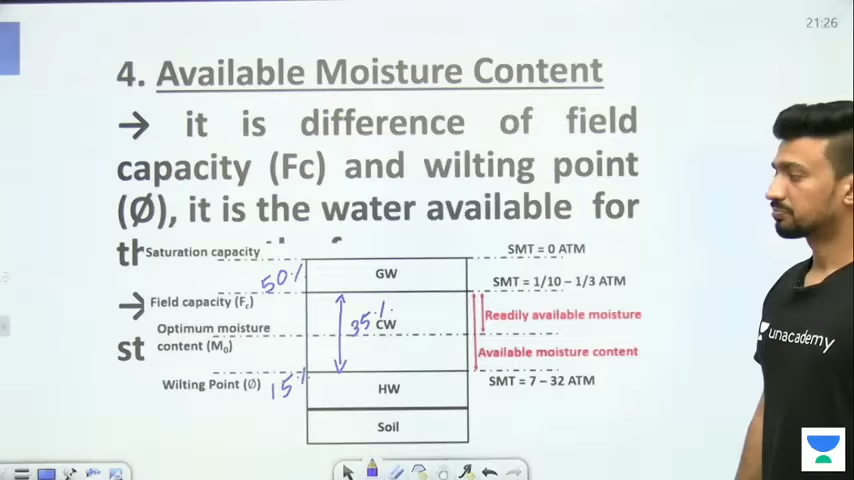 21:26
4. Available Moisture Content
→ it is difference of field
capacity (Fc) and wilting point
(Ø), it is the water available for
th
Saturation capacity
SMT = 0 ATM
50%
GW
SMT = 1/10 – 1/3 ATM
→
Field capacity (Fc)
35%
CW
Readily available moisture
Optimum moisture
content (M0)
st
Available moisture content
Wilting Point (Ø)
15%
HW
SMT = 7 – 32 ATM
Soil
unacademy